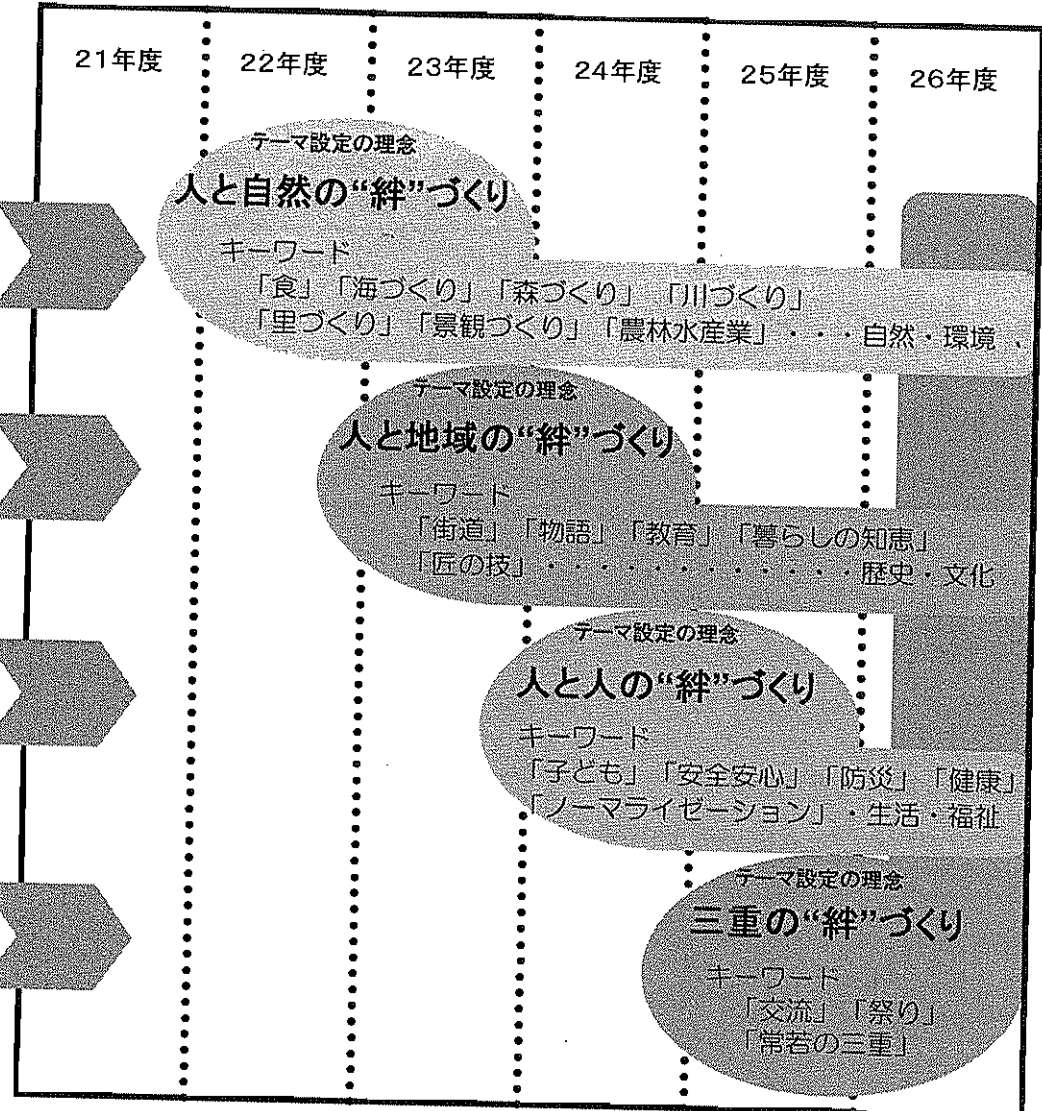 21年度
22年度
23年度
24年度
25年度
26年度
テーマ設定の理念
人と自然の“絆”づくり
キーワード
「食」「海づくり」「森づくり」「川づくり」
「里づくり」「景観づくり」「農林水産業」・・・自然・環境
テーマ設定の理念
人と地域の“絆”づくり
キーワード
「街道」「物語」「教育」「暮らしの知恵」
「匠の技」・・・・・・・・・・・・・歴史・文化
テーマ設定の理念
人と人の“絆”づくり
キーワード
「子ども」「安全安心」「防災」「健康」
「ノーマライゼーション」・生活・福祉
テーマ設定の理念
三重の“絆”づくり
キーワード
「交流」「祭り」
「常若の三重」